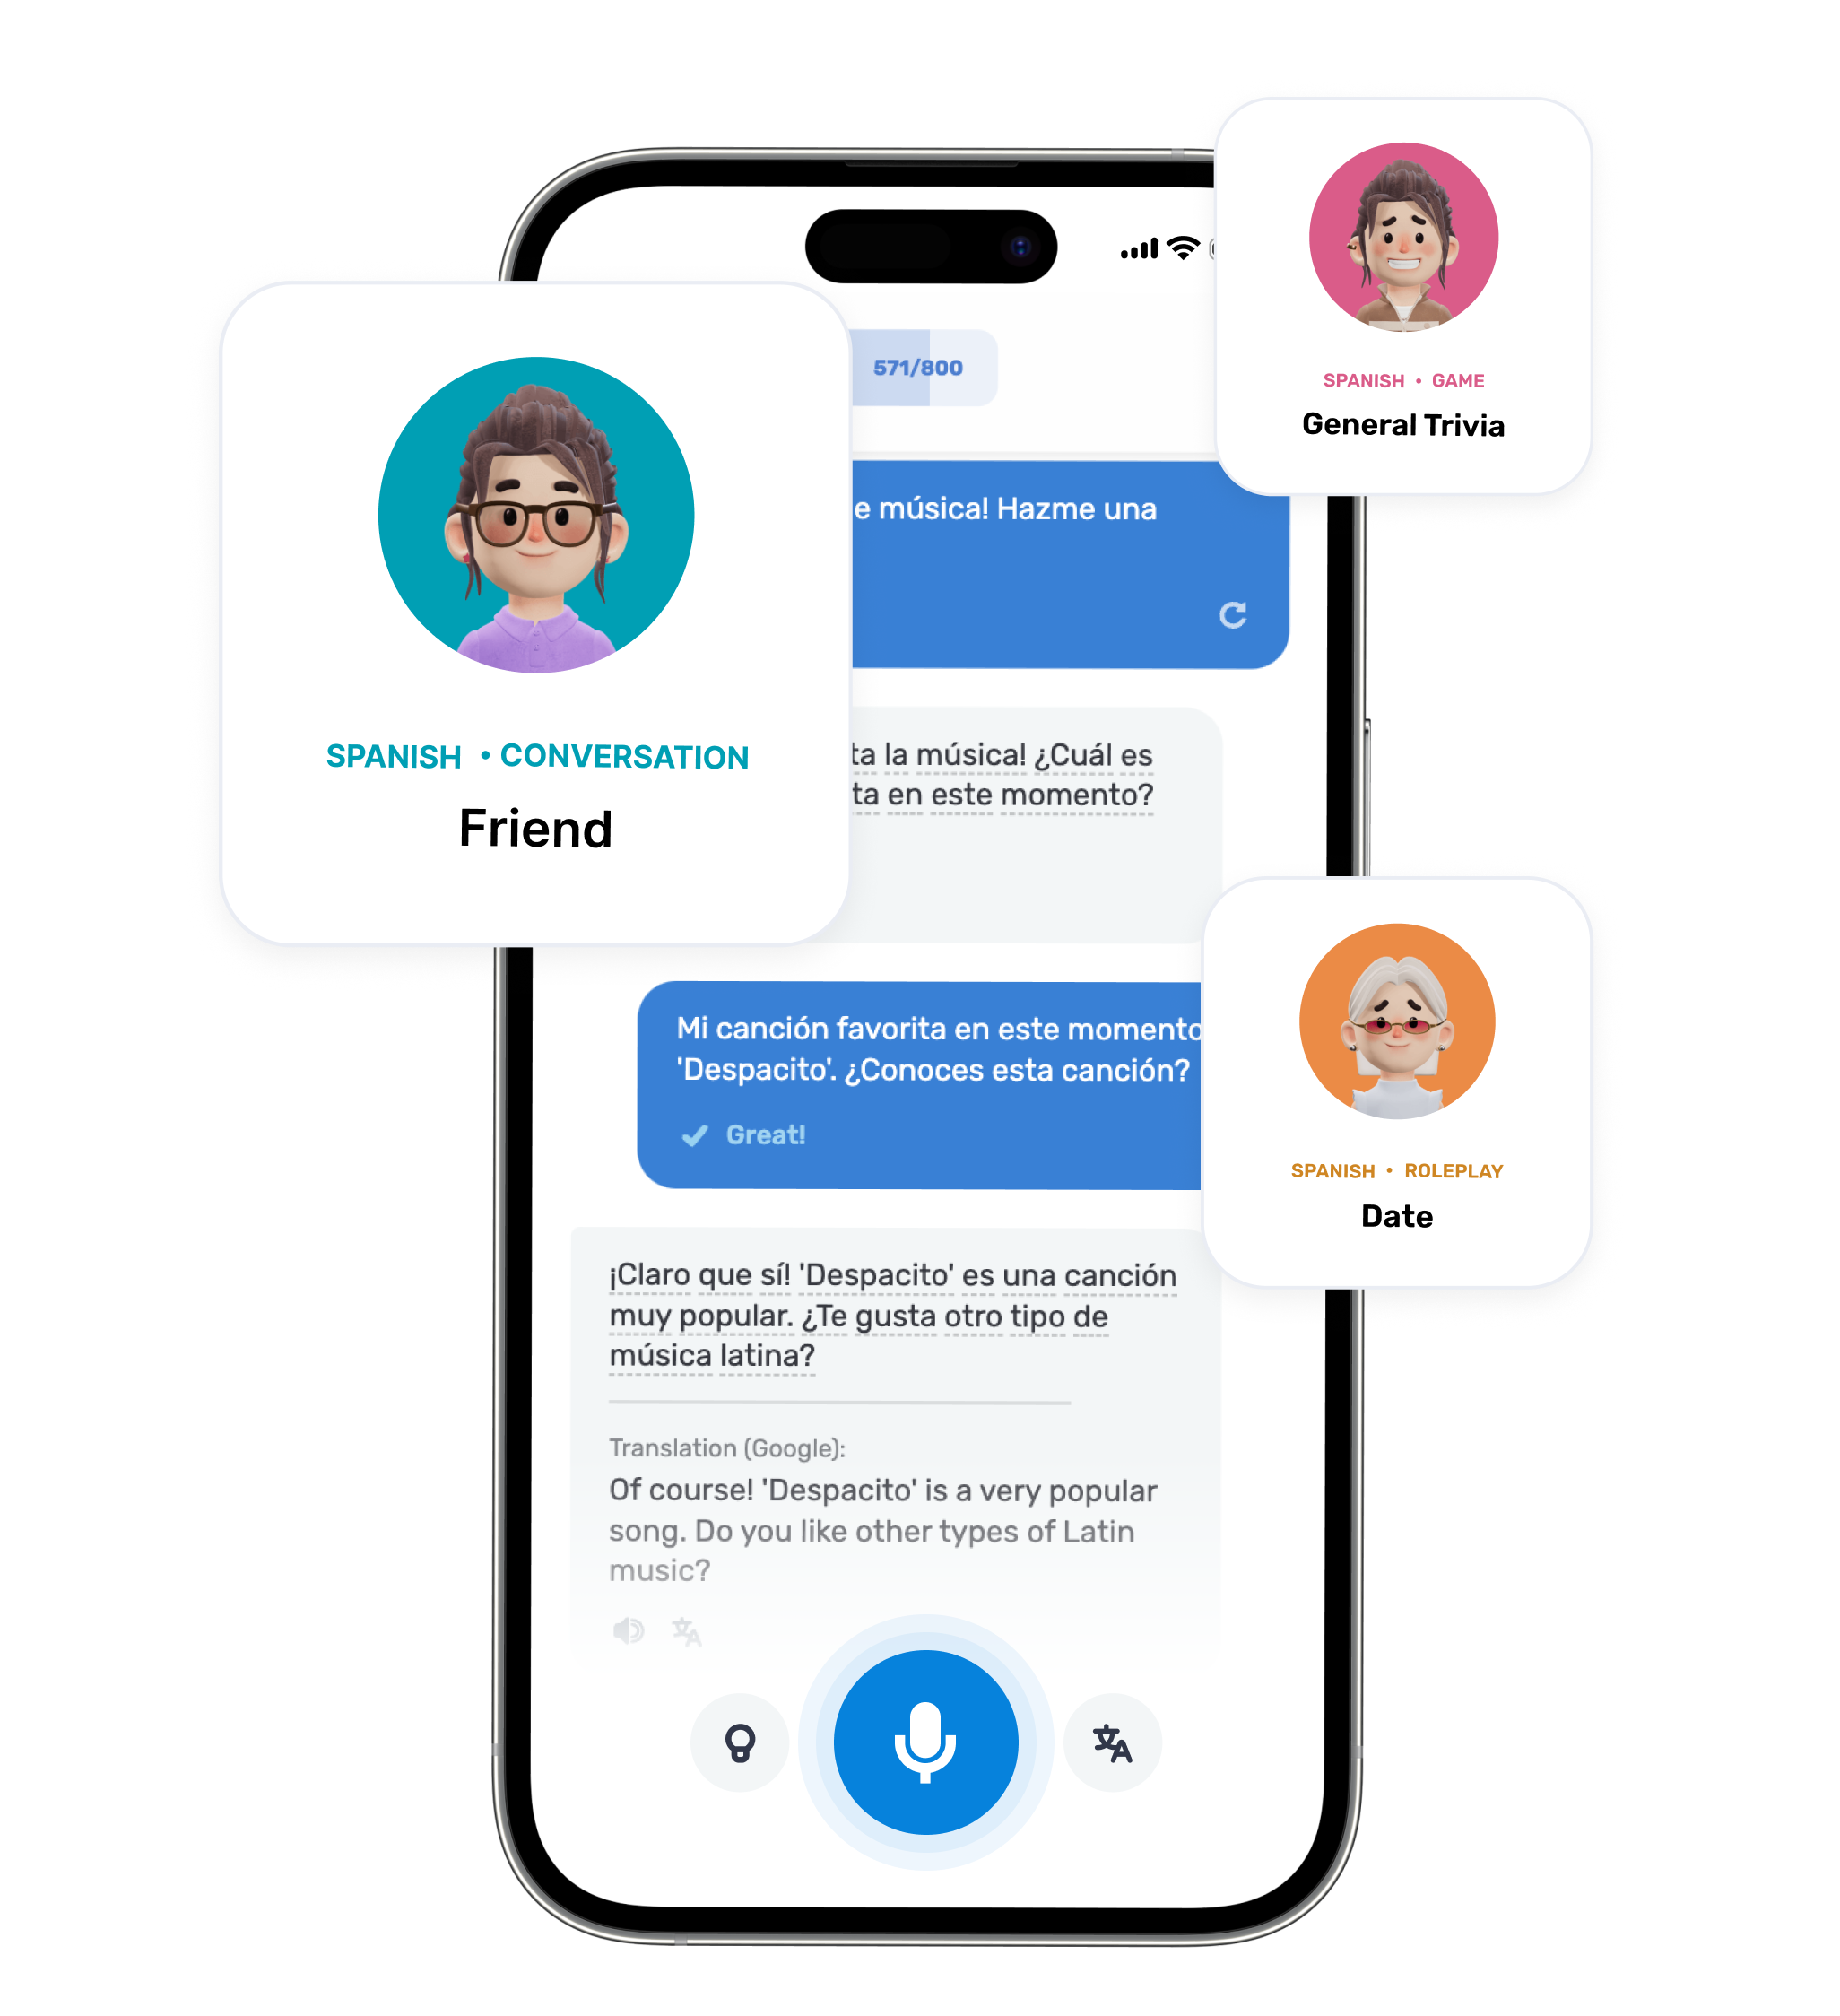 SPANISH • GAME
General Trivia
571/800
música! Hazme una
SPANISH • CONVERSATION
Friend
la música! ¿Cuál es
en este momento?
Mi canción favorita en este momento
'Despacito'. ¿Conoces esta canción?
Great!
SPANISH • ROLEPLAY
Date
¡Claro que sí! 'Despacito' es una canción
muy popular. ¿Te gusta otro tipo de
música latina?
Translation (Google):
Of course! 'Despacito' is a very popular
song. Do you like other types of Latin
music?